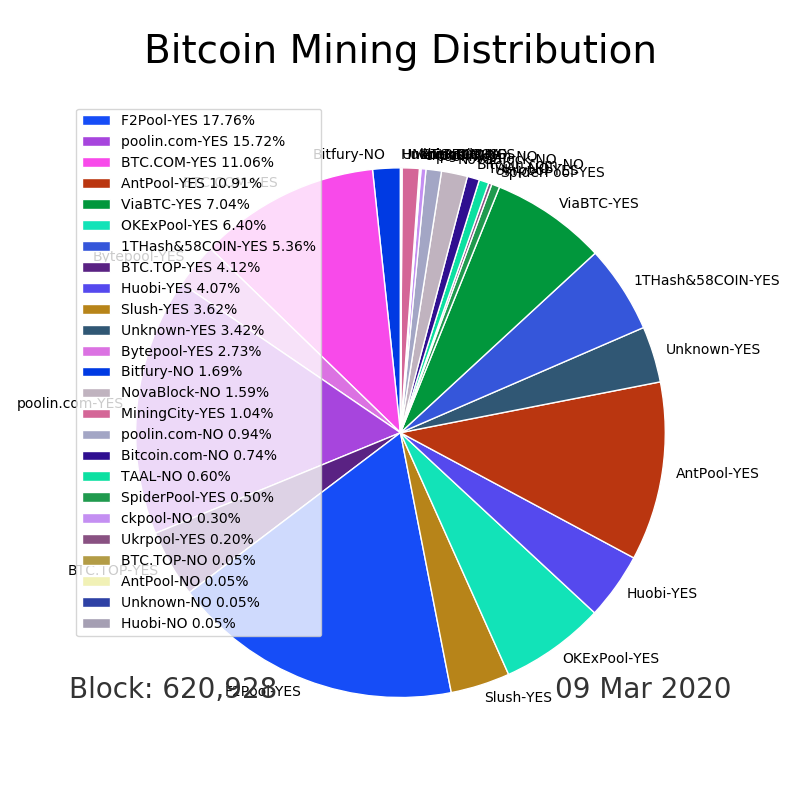 Bitcoin Mining Distribution
F2Pool-YES 17.76%
poolin.com-YES 15.72%
BTC.COM-YES 11.06%
AntPool-YES 10.91%
ViaBTC-YES 7.04%
OKExPool-YES 6.40%
1THash&58COIN-YES 5.36%
BTC.TOP-YES 4.12%
Huobi-YES 4.07%
Slush-YES 3.62%
Unknown-YES 3.42%
Bytepool-YES 2.73%
Bitfury-NO 1.69%
NovaBlock-NO 1.59%
MiningCity-YES 1.04%
poolin.com-NO 0.94%
Bitcoin.com-NO 0.74%
TAAL-NO 0.60%
SpiderPool-YES 0.50%
ckpool-NO 0.30%
Ukrpool-YES 0.20%
BTC.TOP-NO 0.05%
AntPool-NO 0.05%
Unknown-NO 0.05%
Huobi-NO 0.05%
Bitfury-NO
BTC.COM-YES
Bytepool-YES
poolin.com-YES
BTC.TOP-YES
F2Pool-YES
Slush-YES
OKExPool-YES
Huobi-YES
AntPool-YES
Unknown-YES
1THash&58COIN-YES
ViaBTC-YES
SpiderPool-YES
Block: 620,928
09 Mar 2020